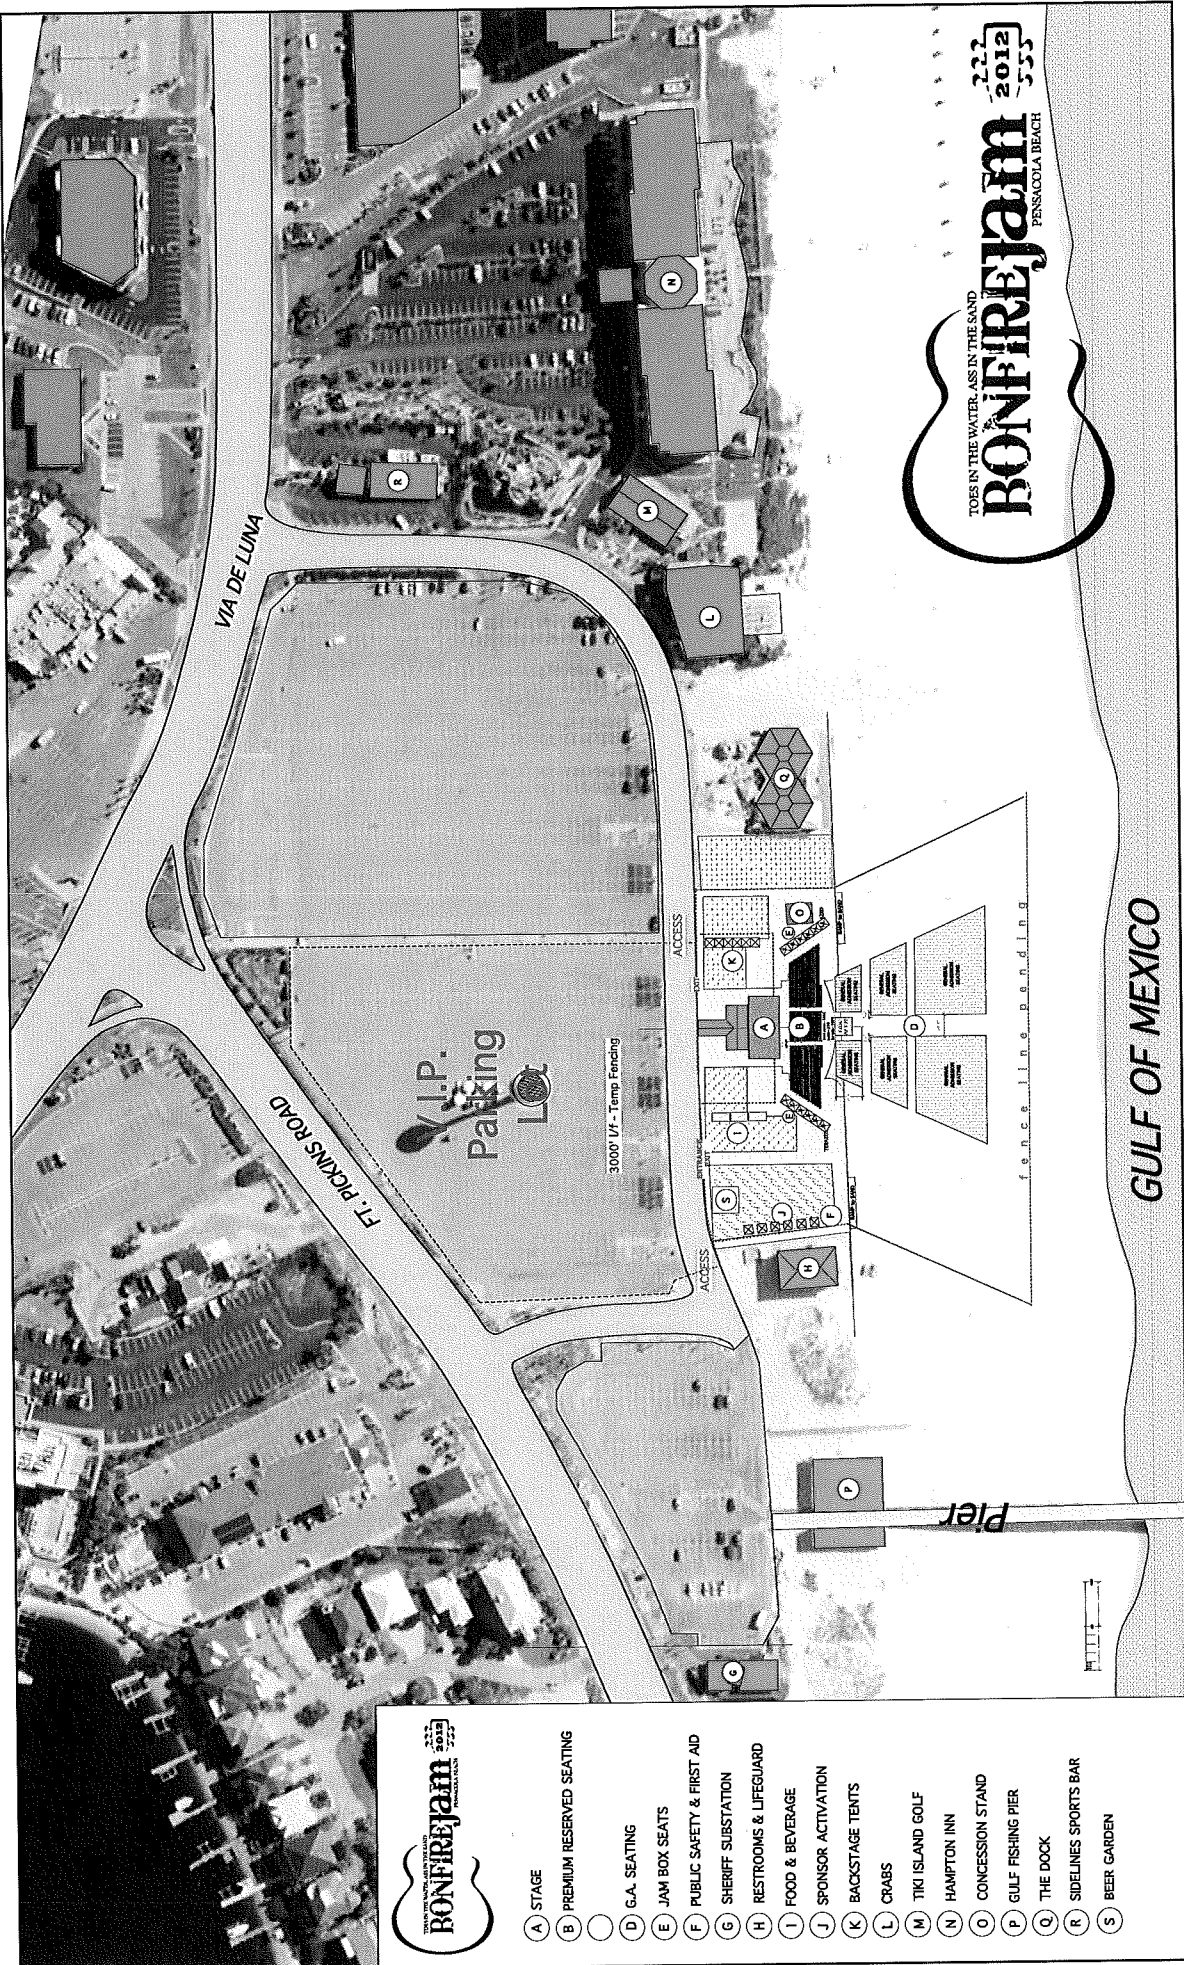 VIA DE LUNA
FT. PICKINS ROAD
V.I.P.
Parking
Lot
3000' l/f - Temp Fencing
ACCESS
ACCESS
EXIT
ENTRANCE
EXIT
K
O
E
A
B
D
I
E
S
J
F
H
P
G
Q
L
M
N
R
fence line pending
Pier
GULF OF MEXICO
TOES IN THE WATER, ASS IN THE SAND
BONFIRE Jam 2012
PENSACOLA BEACH
BONFIRE Jam 2012
A STAGE
B PREMIUM RESERVED SEATING
D G.A. SEATING
E JAM BOX SEATS
F PUBLIC SAFETY & FIRST AID
G SHERIFF SUBSTATION
H RESTROOMS & LIFEGUARD
I FOOD & BEVERAGE
J SPONSOR ACTIVATION
K BACKSTAGE TENTS
L CRABS
M TIKI ISLAND GOLF
N HAMPTON INN
O CONCESSION STAND
P GULF FISHING PIER
Q THE DOCK
R SIDELINES SPORTS BAR
S BEER GARDEN